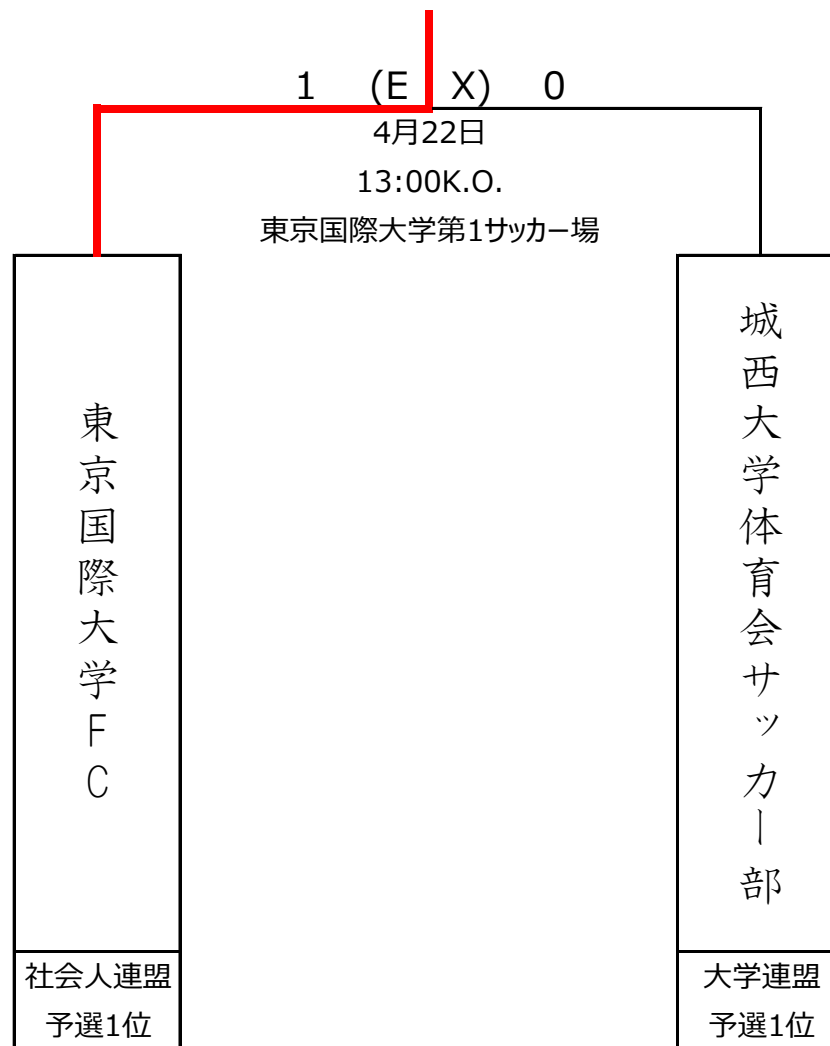 1 (E X) 0
4月22日
13:00K.O.
東京国際大学第1サッカー場
東京国際大学FC
城西大学体育会サッカー部
社会人連盟
予選1位
大学連盟
予選1位